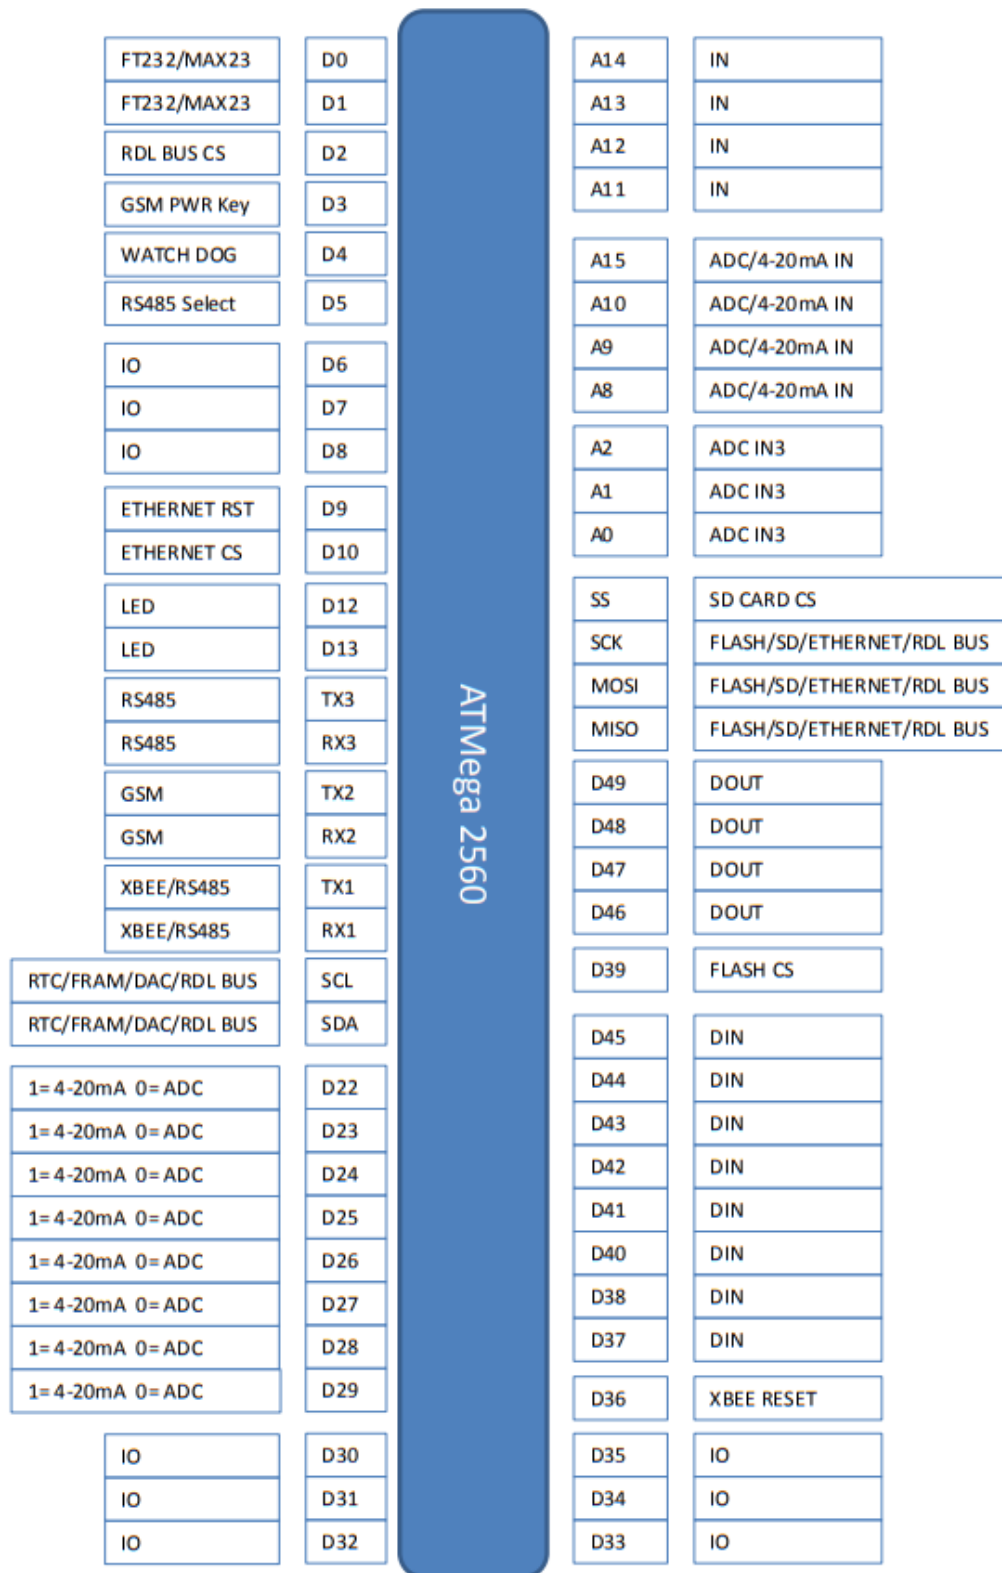 FT232/MAX23 D0
FT232/MAX23 D1
RDL BUS CS D2
GSM PWR Key D3
WATCH DOG D4
RS485 Select D5
IO D6
IO D7
IO D8
ETHERNET RST D9
ETHERNET CS D10
LED D12
LED D13
RS485 TX3
RS485 RX3
GSM TX2
GSM RX2
XBEE/RS485 TX1
XBEE/RS485 RX1
RTC/FRAM/DAC/RDL BUS SCL
RTC/FRAM/DAC/RDL BUS SDA
1=4-20mA 0=ADC D22
1=4-20mA 0=ADC D23
1=4-20mA 0=ADC D24
1=4-20mA 0=ADC D25
1=4-20mA 0=ADC D26
1=4-20mA 0=ADC D27
1=4-20mA 0=ADC D28
1=4-20mA 0=ADC D29
IO D30
IO D31
IO D32
ATMega 2560
A14 IN
A13 IN
A12 IN
A11 IN
A15 ADC/4-20mA IN
A10 ADC/4-20mA IN
A9 ADC/4-20mA IN
A8 ADC/4-20mA IN
A2 ADC IN3
A1 ADC IN3
A0 ADC IN3
SS SD CARD CS
SCK FLASH/SD/ETHERNET/RDL BUS
MOSI FLASH/SD/ETHERNET/RDL BUS
MISO FLASH/SD/ETHERNET/RDL BUS
D49 DOUT
D48 DOUT
D47 DOUT
D46 DOUT
D39 FLASH CS
D45 DIN
D44 DIN
D43 DIN
D42 DIN
D41 DIN
D40 DIN
D38 DIN
D37 DIN
D36 XBEE RESET
D35 IO
D34 IO
D33 IO